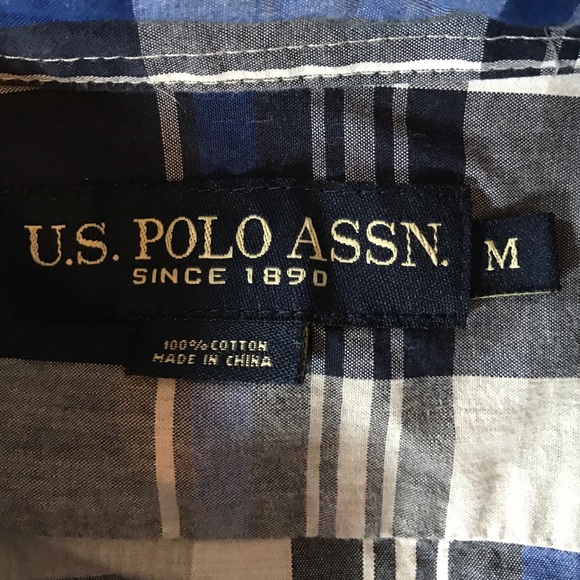 U.S. POLO ASSN.
SINCE 1890
M
100% COTTON
MADE IN CHINA